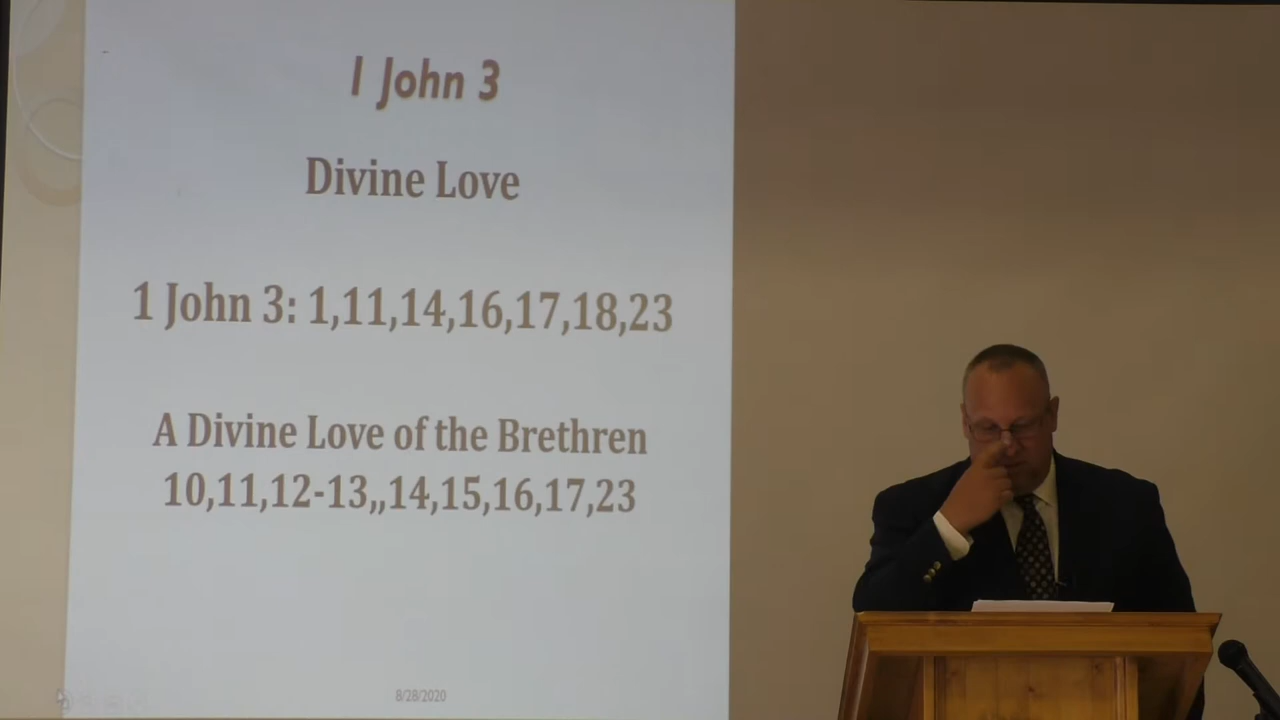 1 John 3
Divine Love
1 John 3: 1,11,14,16,17,18,23
A Divine Love of the Brethren
10,11,12-13,,14,15,16,17,23
8/28/2020